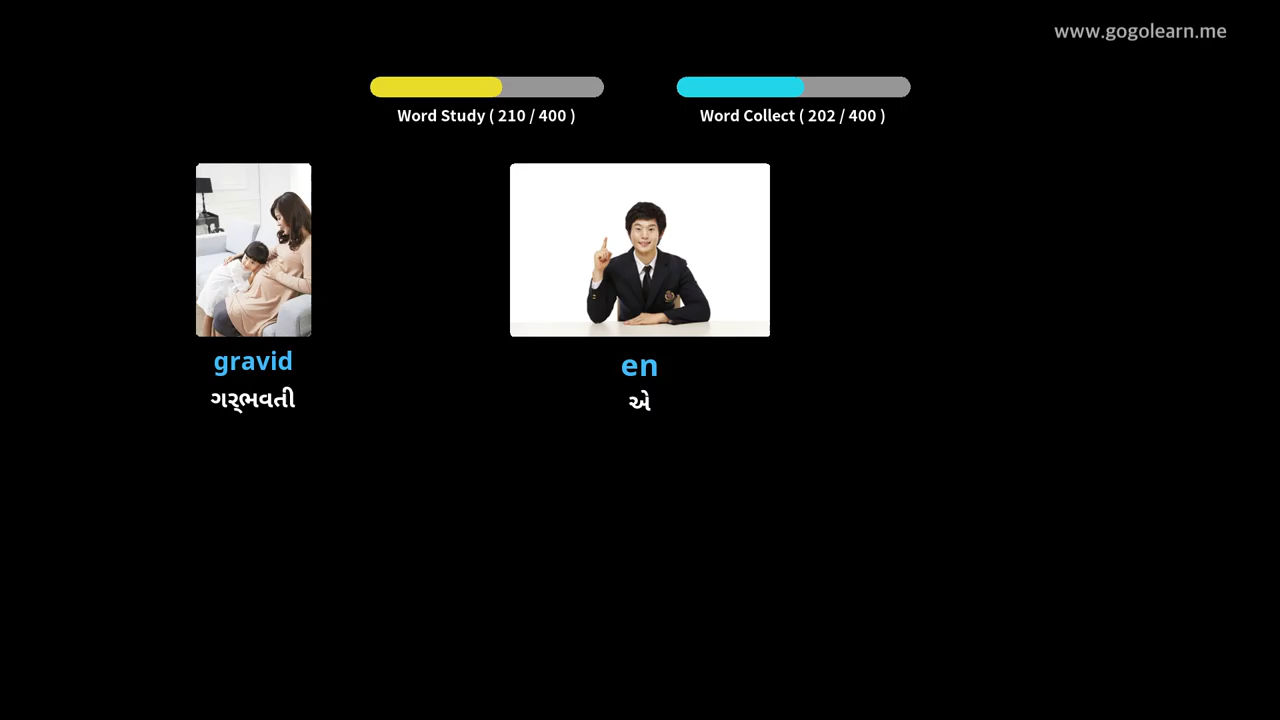 www.gogolearn.me
Word Study ( 210 / 400 )
Word Collect ( 202 / 400 )
gravid
ગર્ભવતી
en
એ